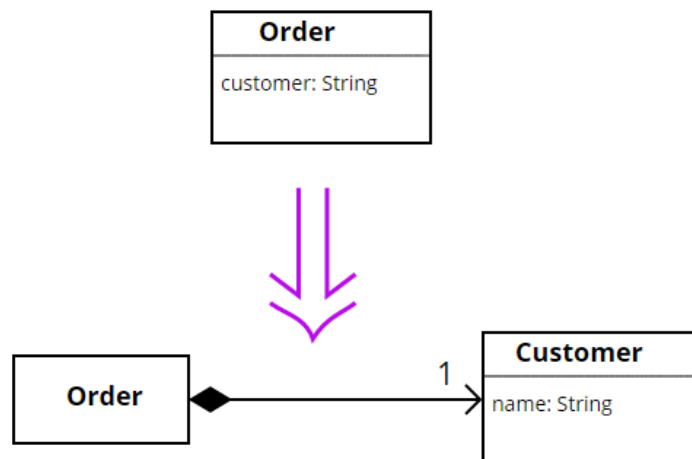 Order
customer: String
Order
1
Customer
name: String